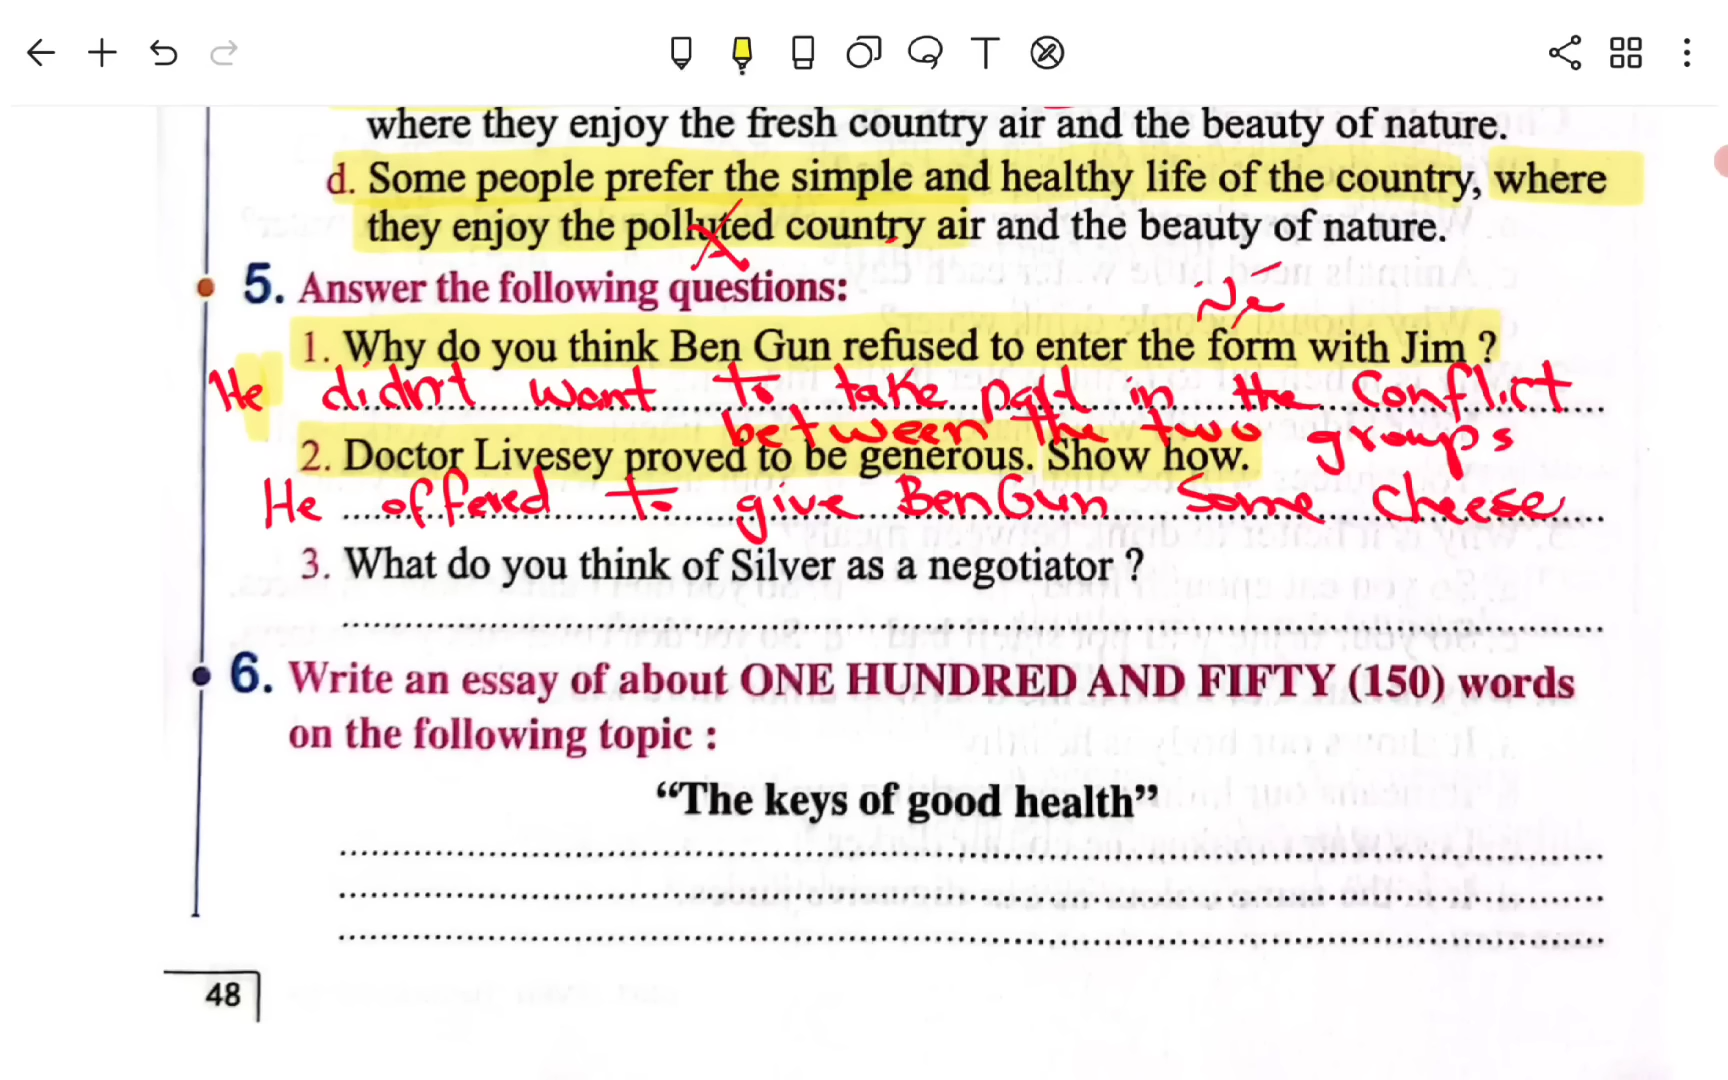 where they enjoy the fresh country air and the beauty of nature.
d. Some people prefer the simple and healthy life of the country, where
they enjoy the polluted country air and the beauty of nature.
5. Answer the following questions:
1. Why do you think Ben Gun refused to enter the form with Jim ?
He didn't want to take part in the conflict
between the two groups
2. Doctor Livesey proved to be generous. Show how.
He offered to give Ben Gun some cheese
3. What do you think of Silver as a negotiator ?
6. Write an essay of about ONE HUNDRED AND FIFTY (150) words
on the following topic :
“The keys of good health”
48